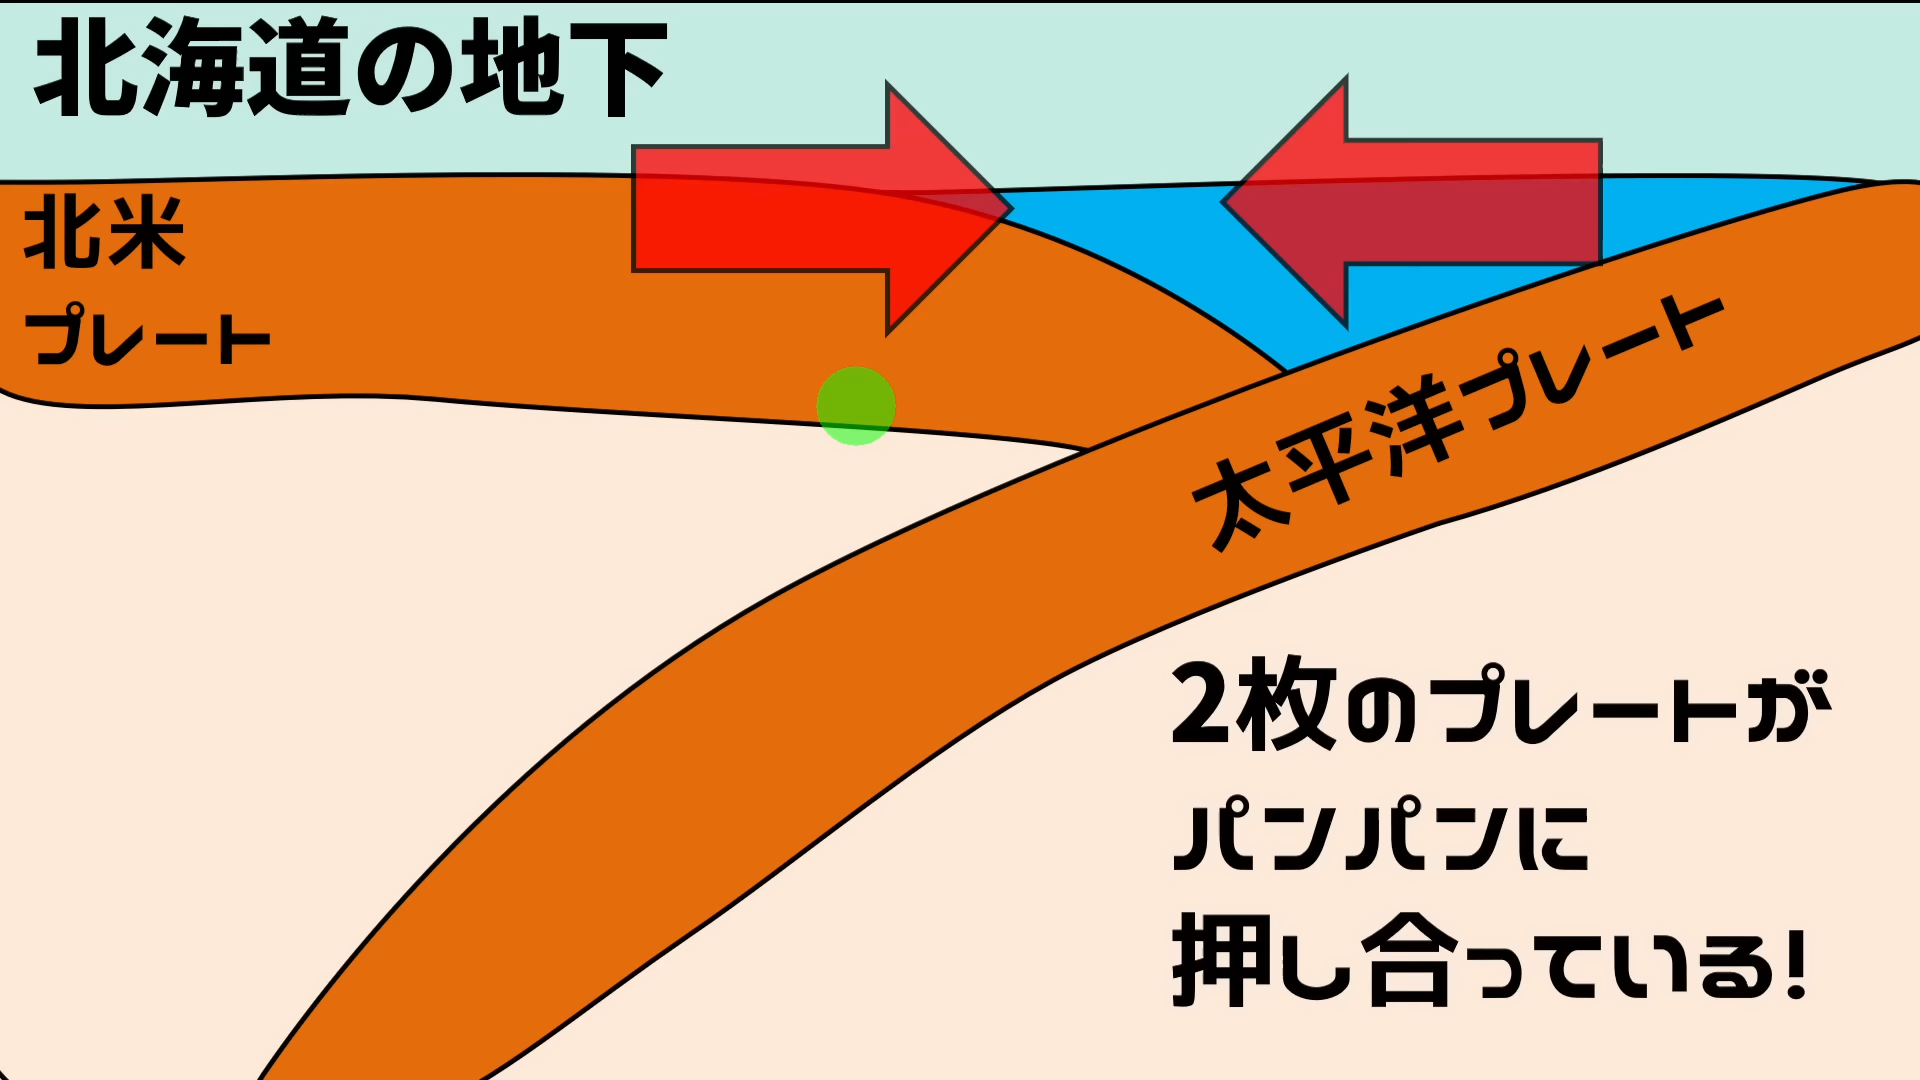 北海道の地下
北米
プレート
太平洋プレート
2枚のプレートが
パンパンに
押し合っている!